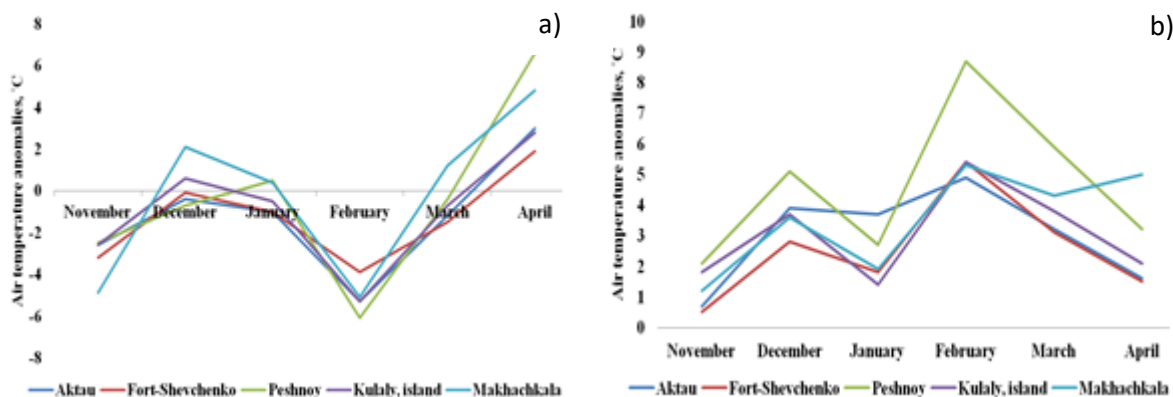 a)
Air temperature anomalies, ˚C
8
6
4
2
0
-2
-4
-6
-8
November December January February March April
Aktau Fort-Shevchenko Peshnoy Kulaly, island Makhachkala
b)
Air temperature anomalies, ˚C
10
9
8
7
6
5
4
3
2
1
0
November December January February March April
Aktau Fort-Shevchenko Peshnoy Kulaly, island Makhachkala